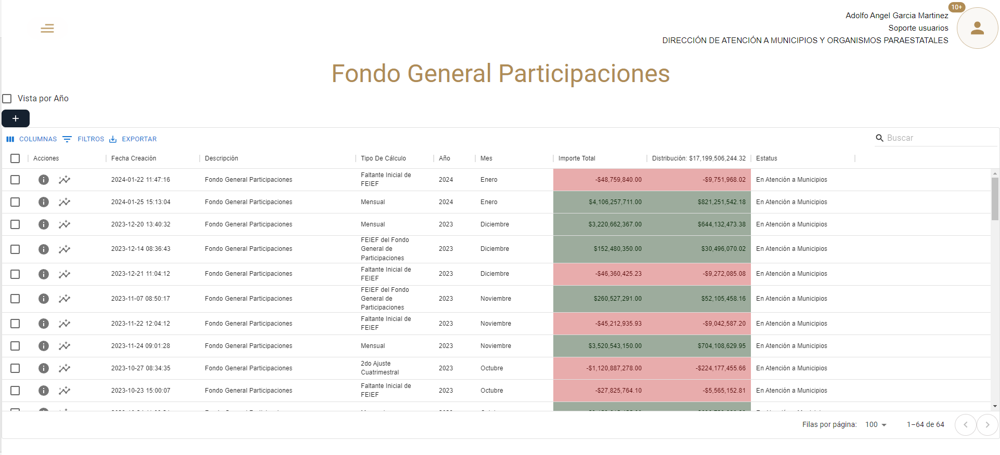 10+
Adolfo Angel Garcia Martinez
Soporte usuarios
DIRECCIÓN DE ATENCIÓN A MUNICIPIOS Y ORGANISMOS PARAESTATALES
Fondo General Participaciones
Vista por Año
+
COLUMNAS FILTROS EXPORTAR Buscar
Acciones Fecha Creación Descripción Tipo De Cálculo Año Mes Importe Total Distribución: $17,199,506,244.32 Estatus
Faltante Inicial de
2024-01-22 11:47:16 Fondo General Participaciones 2024 Enero -$48,759,840.00 -$9,751,968.02 En Atención a Municipios
FEIEF
2024-01-25 15:13:04 Fondo General Participaciones Mensual 2024 Enero $4,106,257,711.00 $821,251,542.18 En Atención a Municipios
2023-12-20 13:40:32 Fondo General Participaciones Mensual 2023 Diciembre $3,220,662,367.00 $644,132,473.38 En Atención a Municipios
FEIEF del Fondo
2023-12-14 08:36:43 Fondo General Participaciones General de 2023 Diciembre $152,480,350.00 $30,496,070.02 En Atención a Municipios
Participaciones
Faltante Inicial de
2023-12-21 11:04:12 Fondo General Participaciones 2023 Diciembre -$46,360,425.23 -$9,272,085.08 En Atención a Municipios
FEIEF
FEIEF del Fondo
2023-11-07 08:50:17 Fondo General Participaciones General de 2023 Noviembre $260,527,291.00 $52,105,458.16 En Atención a Municipios
Participaciones
Faltante Inicial de
2023-11-22 12:04:12 Fondo General Participaciones 2023 Noviembre -$45,212,935.93 -$9,042,587.20 En Atención a Municipios
FEIEF
2023-11-24 09:01:28 Fondo General Participaciones Mensual 2023 Noviembre $3,520,543,150.00 $704,108,629.95 En Atención a Municipios
2do Ajuste
2023-10-27 08:34:35 Fondo General Participaciones 2023 Octubre -$1,120,887,278.00 -$224,177,455.66 En Atención a Municipios
Cuatrimestral
Faltante Inicial de
2023-10-23 15:00:07 Fondo General Participaciones 2023 Octubre -$27,825,764.10 -$5,565,152.81 En Atención a Municipios
FEIEF
Filas por página: 100 1–64 de 64